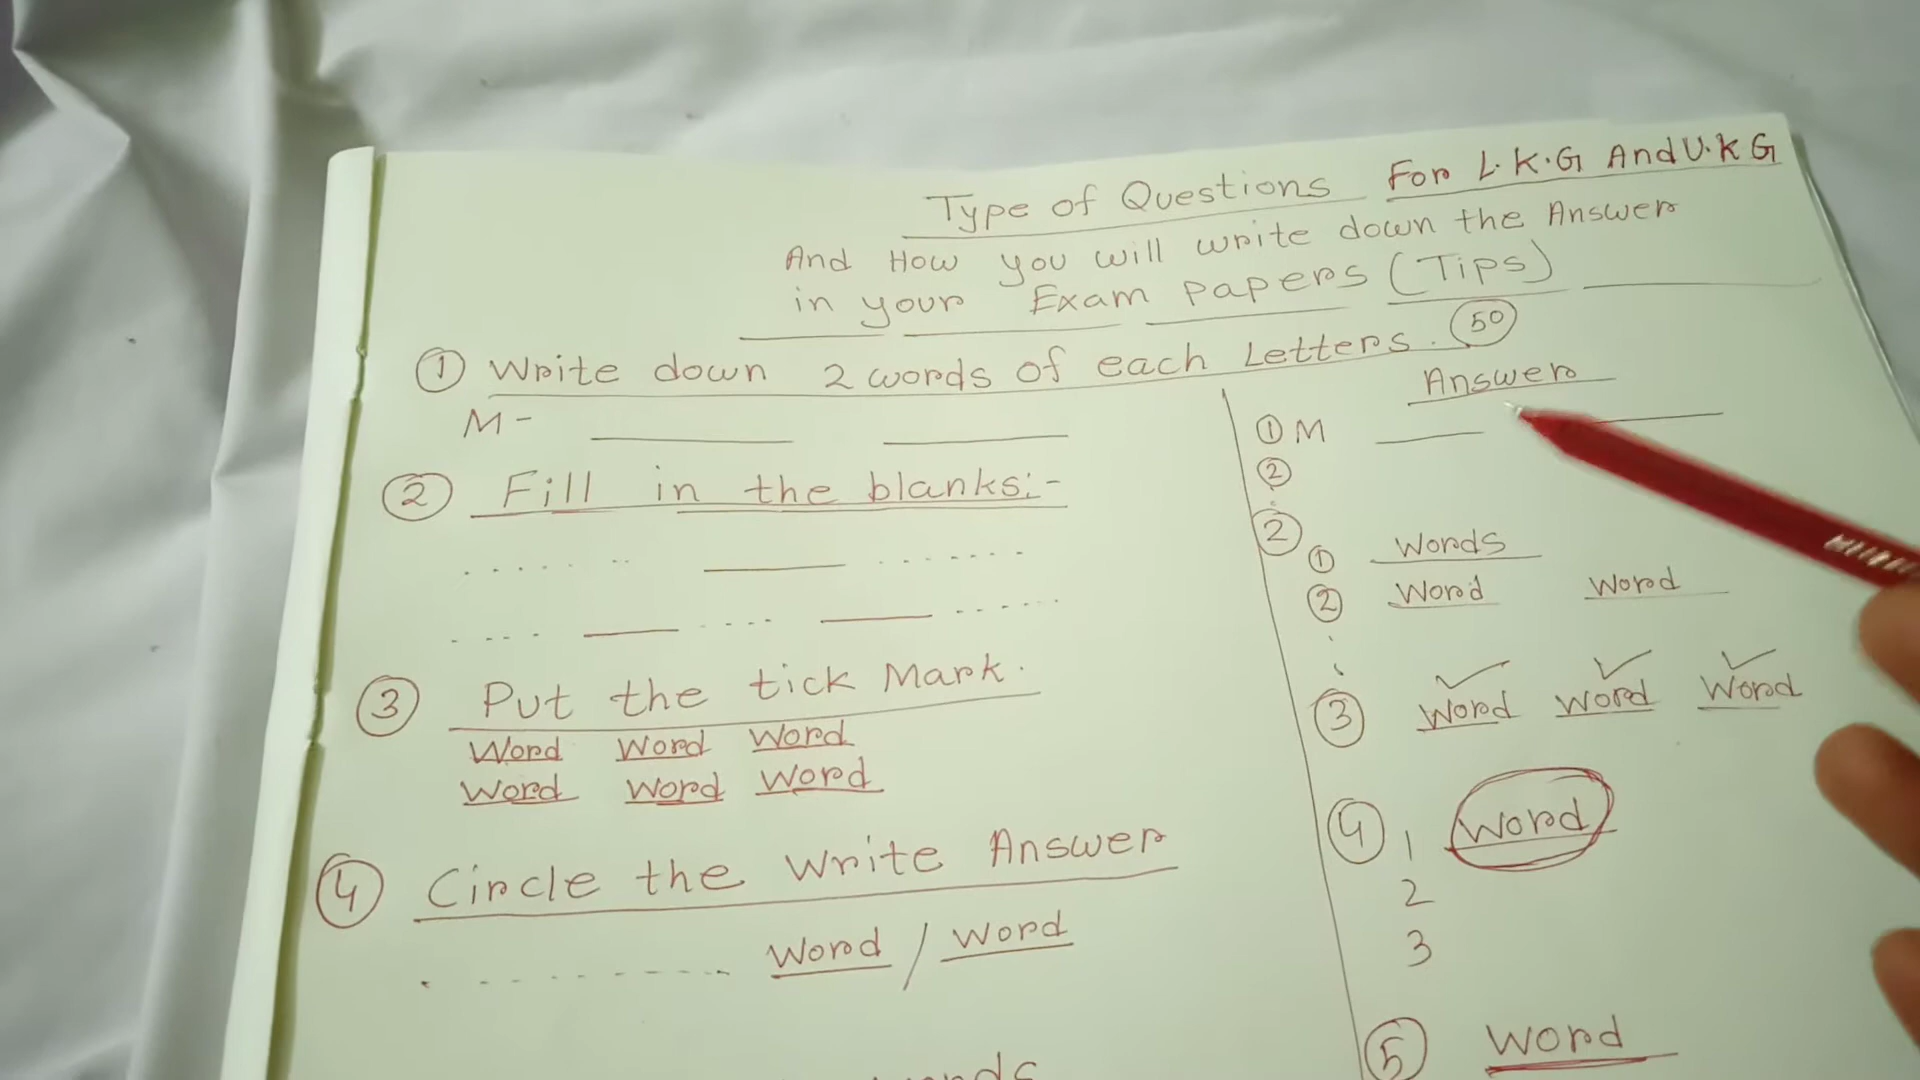 Type of Questions For L.K.G And U.K G
And How you will write down the Answer
in your Exam papers (Tips)
① Write down 2 words of each Letters. 50
M -
② Fill in the blanks:-
③ Put the tick Mark.
Word Word Word
Word Word Word
④ Circle the Write Answer
Word / Word
Answer
① M
②
②
① Words
② Word Word
③ Word Word Word
④ 1 Word
2
3
⑤ Word